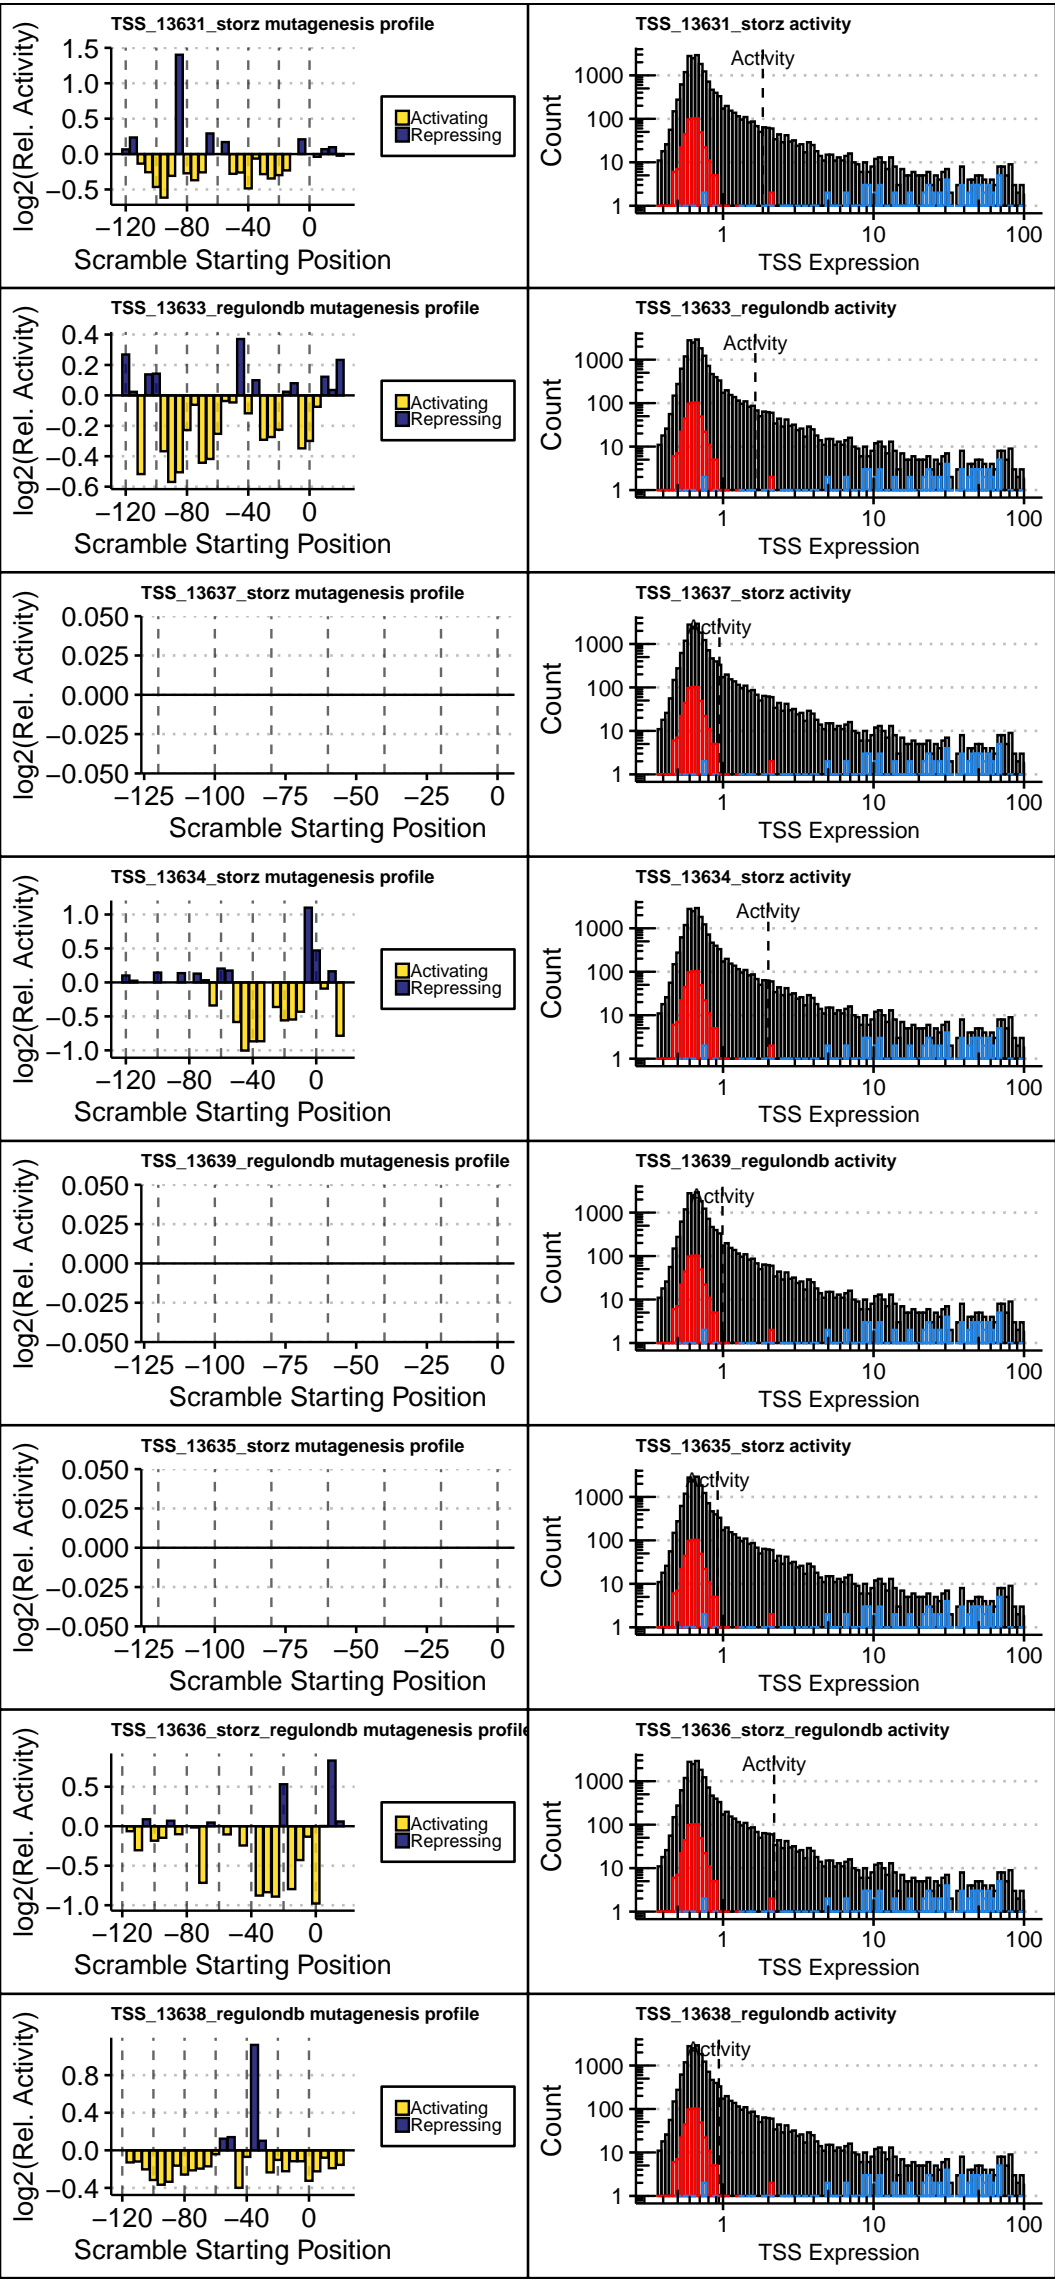 TSS_13631_storz mutagenesis profile
log2(Rel. Activity)
1.5
1.0
0.5
0.0
−0.5
−120 −80 −40 0
Scramble Starting Position
Activating
Repressing
TSS_13631_storz activity
Count
1000
100
10
1
Activity
1 10 100
TSS Expression
TSS_13633_regulondb mutagenesis profile
log2(Rel. Activity)
0.4
0.2
0.0
−0.2
−0.4
−0.6
−120 −80 −40 0
Scramble Starting Position
Activating
Repressing
TSS_13633_regulondb activity
Count
1000
100
10
1
Activity
1 10 100
TSS Expression
TSS_13637_storz mutagenesis profile
log2(Rel. Activity)
0.050
0.025
0.000
−0.025
−0.050
−125 −100 −75 −50 −25 0
Scramble Starting Position
TSS_13637_storz activity
Count
1000
100
10
1
Activity
1 10 100
TSS Expression
TSS_13634_storz mutagenesis profile
log2(Rel. Activity)
1.0
0.5
0.0
−0.5
−1.0
−120 −80 −40 0
Scramble Starting Position
Activating
Repressing
TSS_13634_storz activity
Count
1000
100
10
1
Activity
1 10 100
TSS Expression
TSS_13639_regulondb mutagenesis profile
log2(Rel. Activity)
0.050
0.025
0.000
−0.025
−0.050
−125 −100 −75 −50 −25 0
Scramble Starting Position
TSS_13639_regulondb activity
Count
1000
100
10
1
Activity
1 10 100
TSS Expression
TSS_13635_storz mutagenesis profile
log2(Rel. Activity)
0.050
0.025
0.000
−0.025
−0.050
−125 −100 −75 −50 −25 0
Scramble Starting Position
TSS_13635_storz activity
Count
1000
100
10
1
Activity
1 10 100
TSS Expression
TSS_13636_storz_regulondb mutagenesis profile
log2(Rel. Activity)
0.5
0.0
−0.5
−1.0
−120 −80 −40 0
Scramble Starting Position
Activating
Repressing
TSS_13636_storz_regulondb activity
Count
1000
100
10
1
Activity
1 10 100
TSS Expression
TSS_13638_regulondb mutagenesis profile
log2(Rel. Activity)
0.8
0.4
0.0
−0.4
−120 −80 −40 0
Scramble Starting Position
Activating
Repressing
TSS_13638_regulondb activity
Count
1000
100
10
1
Activity
1 10 100
TSS Expression